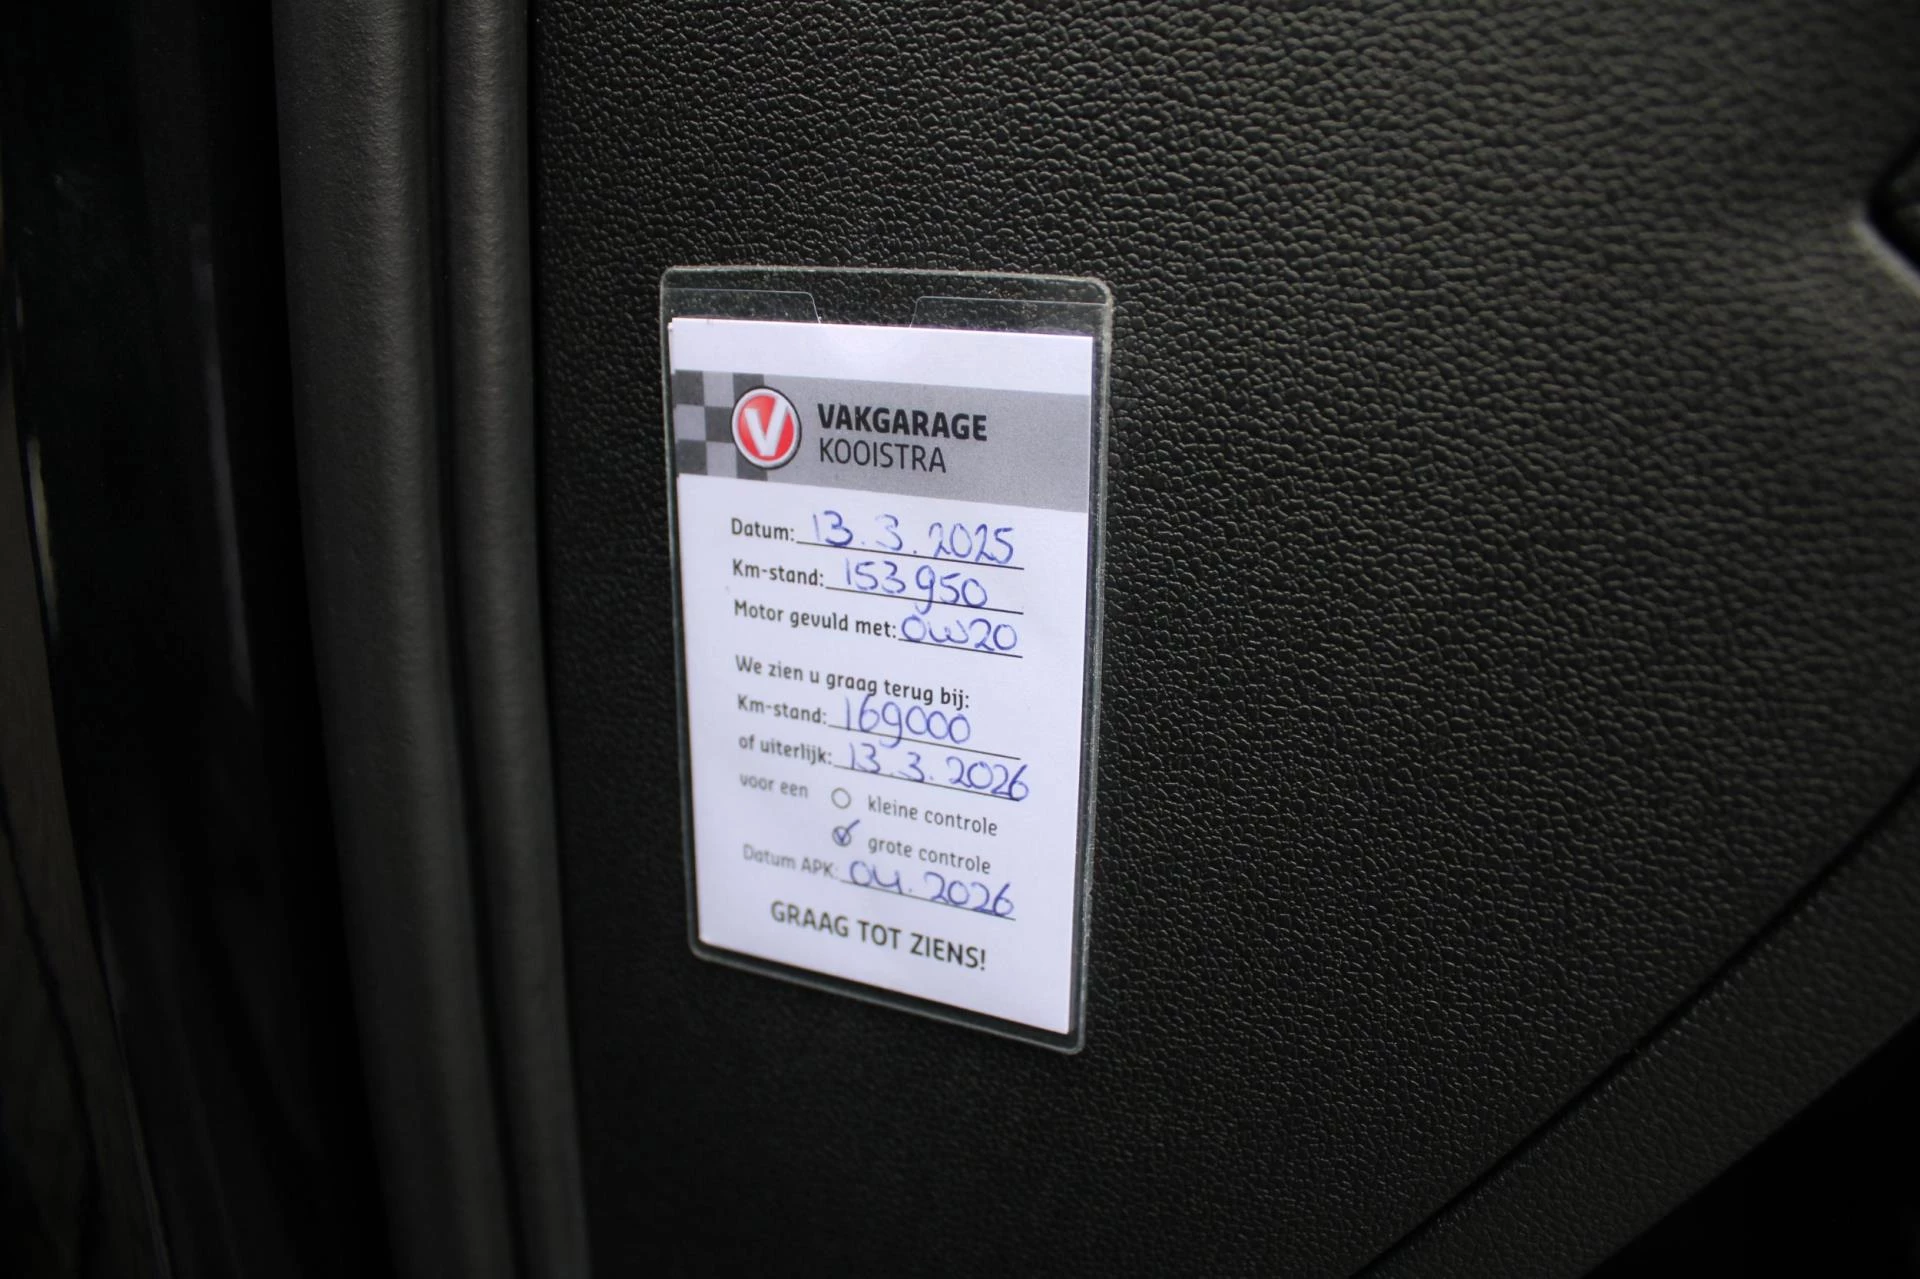 V
VAKGARAGE
KOOISTRA
Datum: 13.3.2025
Km-stand: 153950
Motor gevuld met: 0W20
We zien u graag terug bij:
Km-stand: 169000
of uiterlijk: 13.3.2026
voor een kleine controle
grote controle
Datum APK: 04.2026
GRAAG TOT ZIENS!